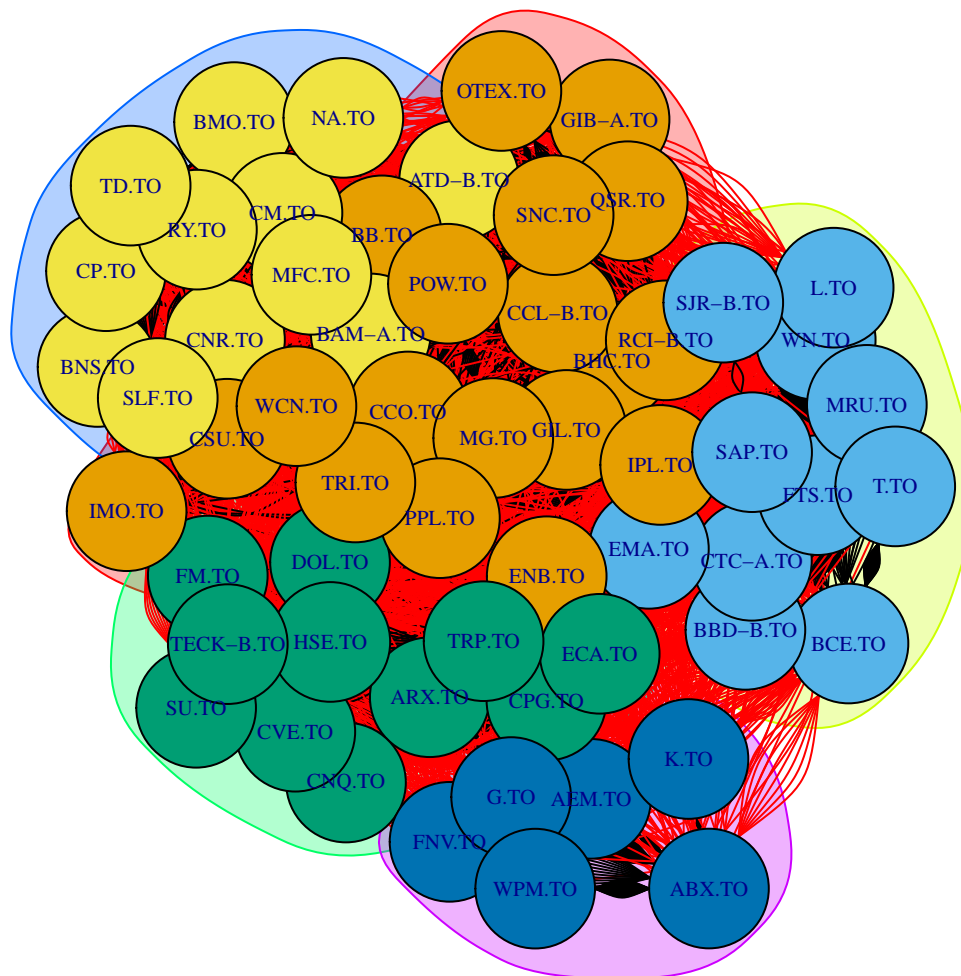 OTEX.TO
NA.TO
BMO.TO
GIB−A.TO
ATD−B.TO
TD.TO
QSR.TO
CM.TO
SNC.TO
RY.TO
BB.TO
CP.TO
MFC.TO
POW.TO
L.TO
SJR−B.TO
CCL−B.TO
BAM−A.TO
CNR.TO
RCI−B.TO
WN.TO
BHC.TO
BNS.TO
SLF.TO
WCN.TO
CCO.TO
MRU.TO
CSU.TO
MG.TO
GIL.TO
SAP.TO
IPL.TO
TRI.TO
T.TO
FTS.TO
IMO.TO
PPL.TO
EMA.TO
CTC−A.TO
DOL.TO
FM.TO
ENB.TO
BBD−B.TO
TECK−B.TO
HSE.TO
TRP.TO
ECA.TO
BCE.TO
ARX.TO
CPG.TO
SU.TO
CVE.TO
K.TO
CNQ.TO
G.TO
AEM.TO
FNV.TO
WPM.TO
ABX.TO